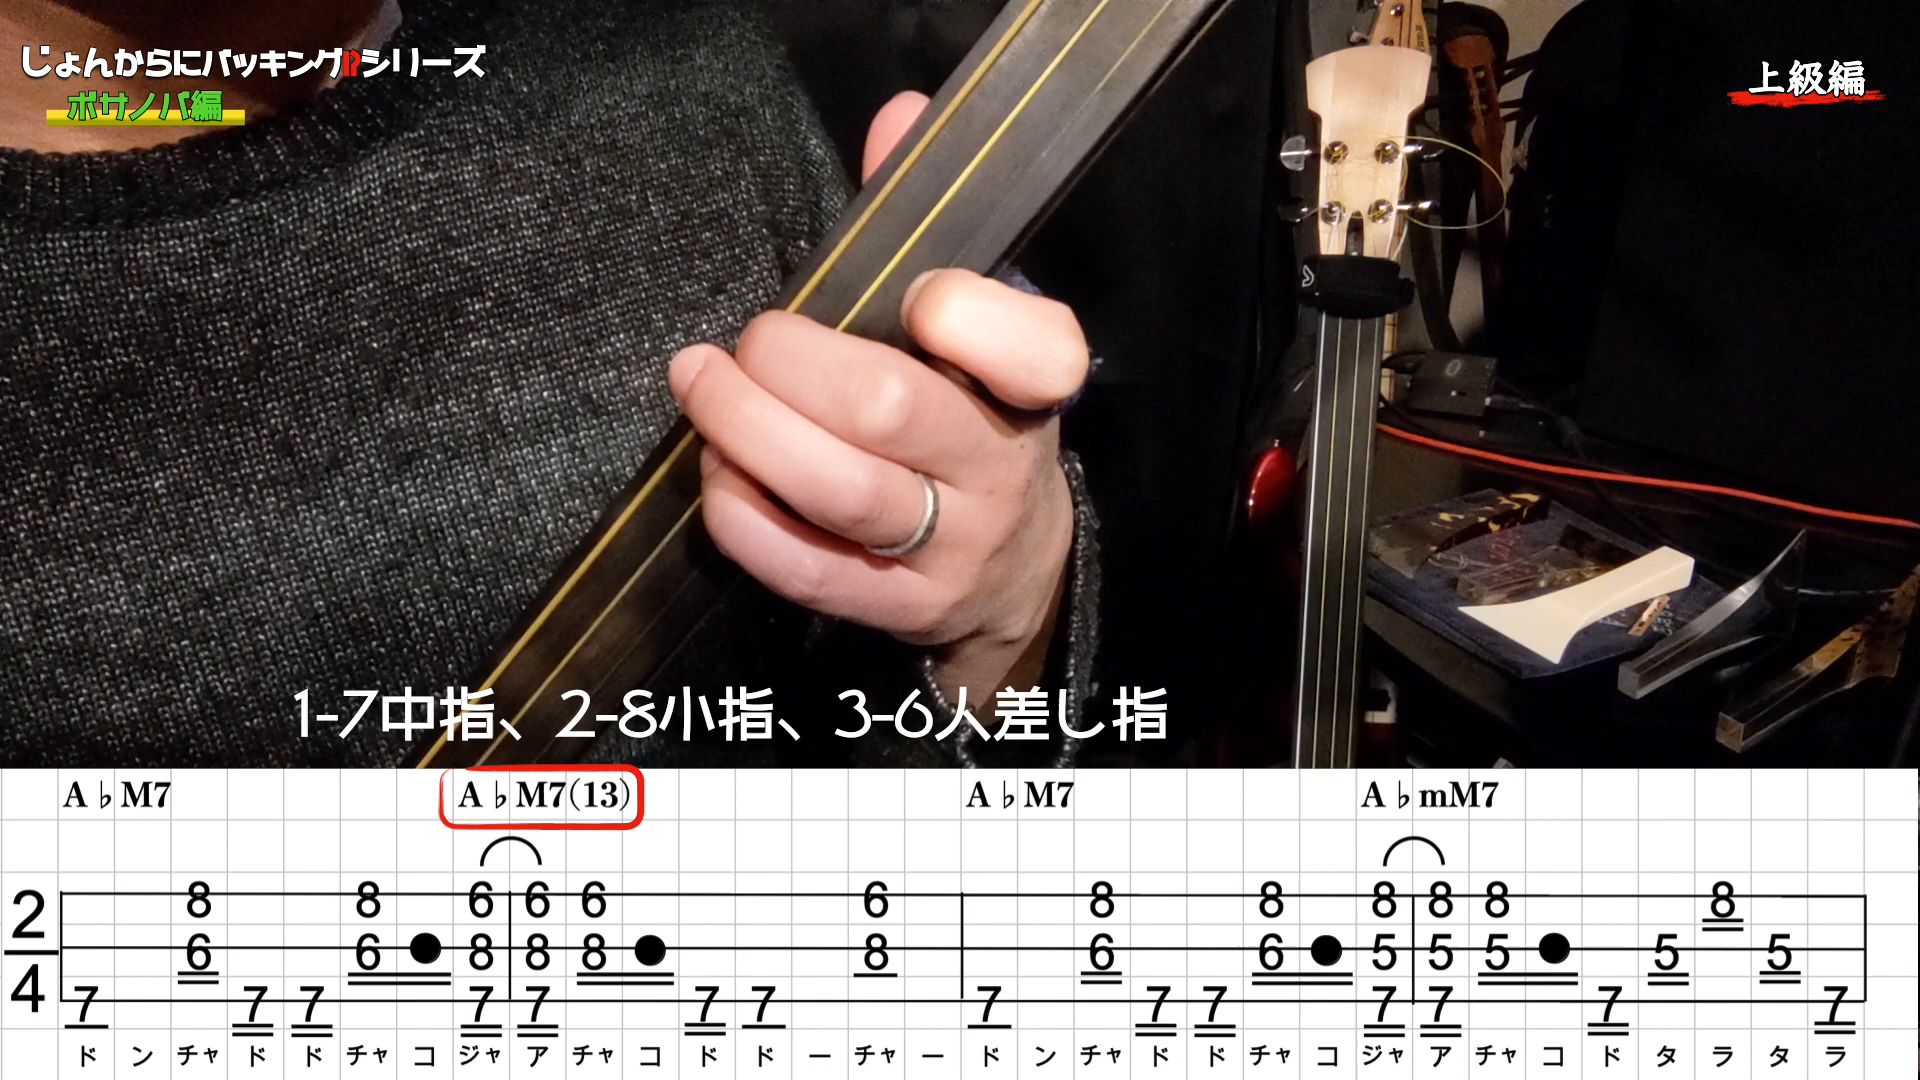 じょんからにバッキング!?シリーズ
ボサノバ編
上級編
1-7中指、2-8小指、3-6人差し指
A♭M7 A♭M7(13) A♭M7 A♭mM7
2 8 8 6 6 6 6 8 8 8 8 8 8
6 6 ● 8 8 8 ● 8 6 6 ● 5 5 5 ● 5 5
4 7 7 7 7 7 7 7 7 7 7 7 7 7 7
ド ン チャ ド ド チャ コ ジャ ア チャ コ ド ド ー チャ ー ド ン チャ ド ド チャ コ ジャ ア チャ コ ド タ ラ タ ラ